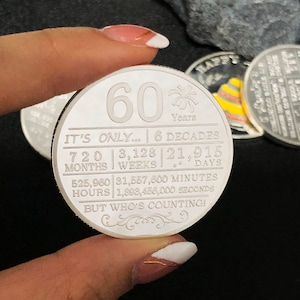 60
Years
IT'S ONLY... 6 DECADES
720 MONTHS 3,128 WEEKS 21,915 DAYS
525,960 HOURS 31,557,600 MINUTES
1,893,456,000 SECONDS
BUT WHO'S COUNTING!
HAPPY